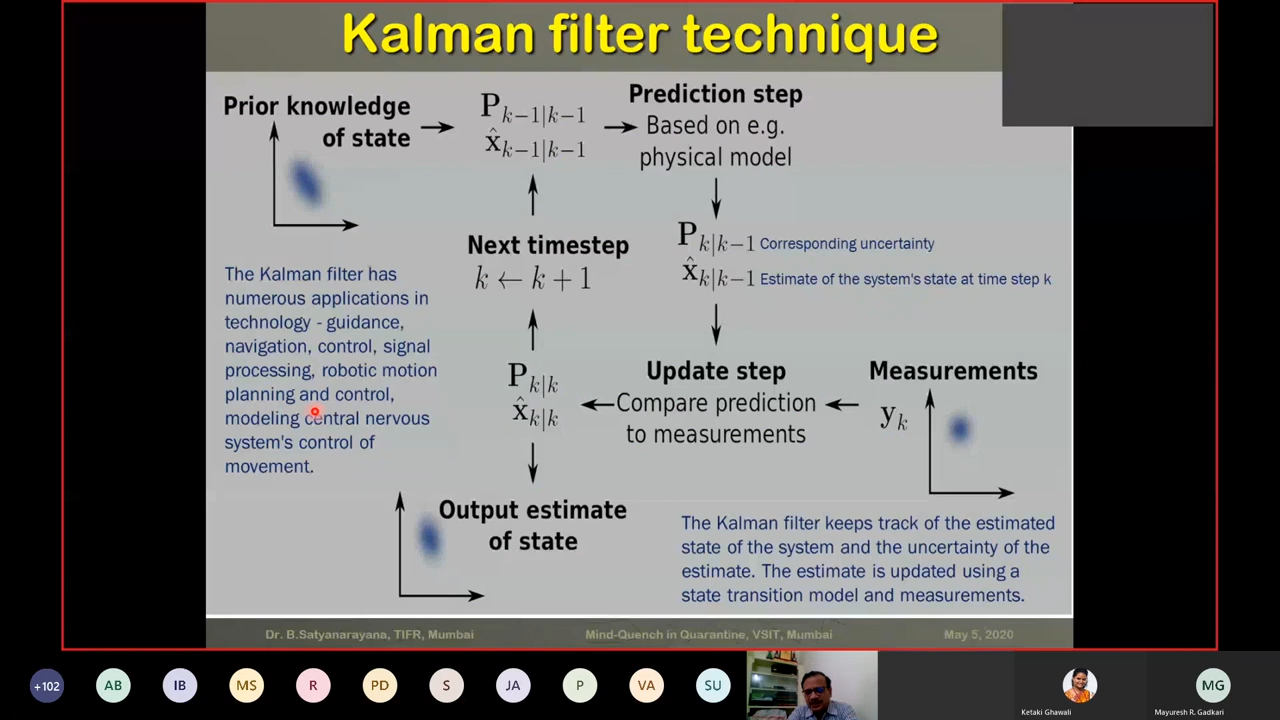 Kalman filter technique
Prior knowledge
of state
P k−1|k−1
x̂ k−1|k−1
Prediction step
Based on e.g.
physical model
P k|k−1 Corresponding uncertainty
x̂ k|k−1 Estimate of the system's state at time step k
Next timestep
k ← k + 1
The Kalman filter has
numerous applications in
technology - guidance,
navigation, control, signal
processing, robotic motion
planning and control,
modeling central nervous
system's control of
movement.
P k|k
x̂ k|k
Update step
Compare prediction
to measurements
Measurements
y k
Output estimate
of state
The Kalman filter keeps track of the estimated
state of the system and the uncertainty of the
estimate. The estimate is updated using a
state transition model and measurements.
Dr. B.Satyanarayana, TIFR, Mumbai
Mind-Quench in Quarantine, VSIT, Mumbai
May 5, 2020
+102
AB
IB
MS
R
PD
S
JA
P
VA
SU
Ketaki Ghawali
MG
Mayuresh R. Gadkari